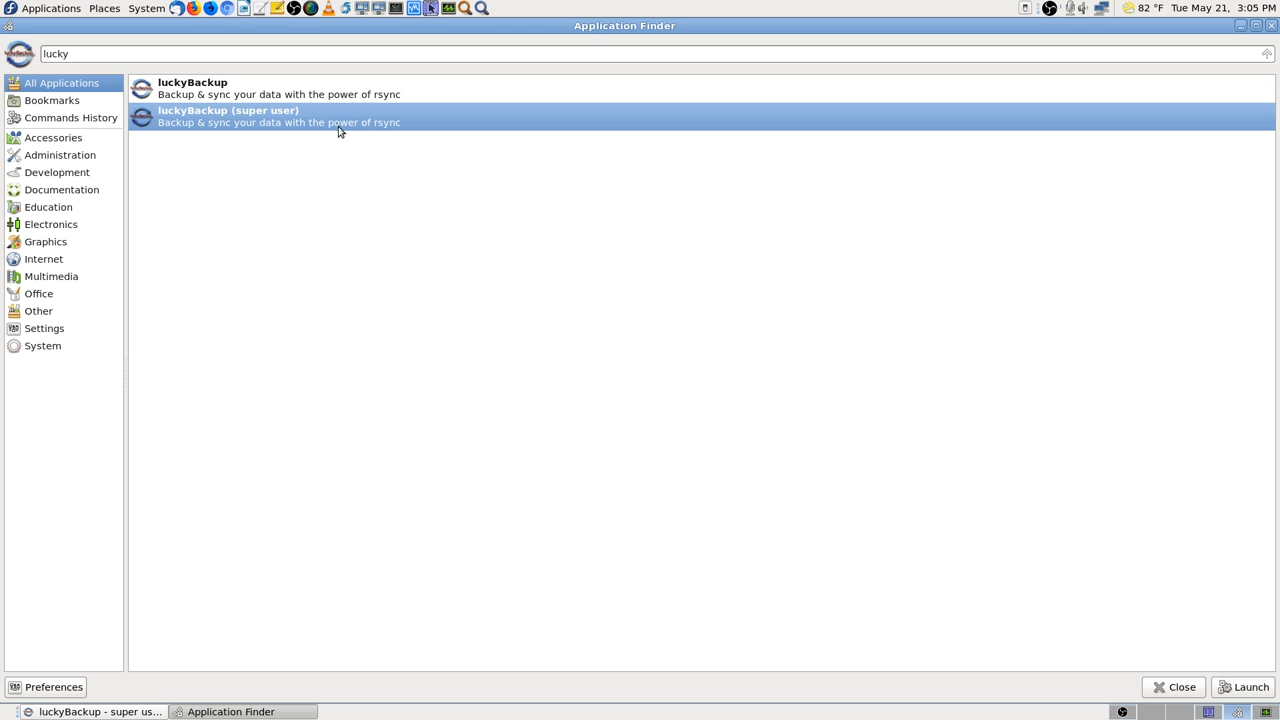 Applications Places System 82 °F Tue May 21, 3:05 PM
Application Finder
lucky
All Applications
Bookmarks
Commands History
Accessories
Administration
Development
Documentation
Education
Electronics
Graphics
Internet
Multimedia
Office
Other
Settings
System
luckyBackup
Backup & sync your data with the power of rsync
luckyBackup (super user)
Backup & sync your data with the power of rsync
Preferences
Close
Launch
luckyBackup - super us...
Application Finder